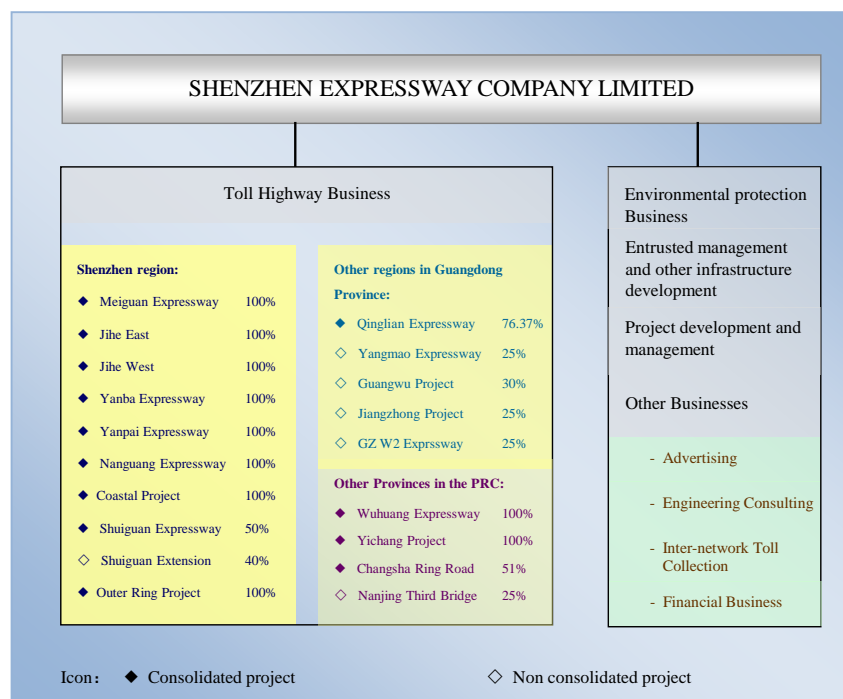 SHENZHEN EXPRESSWAY COMPANY LIMITED
Toll Highway Business
Shenzhen region:
◆ Meiguan Expressway 100%
◆ Jihe East 100%
◆ Jihe West 100%
◆ Yanba Expressway 100%
◆ Yanpai Expressway 100%
◆ Nanguang Expressway 100%
◆ Coastal Project 100%
◆ Shuiguan Expressway 50%
◇ Shuiguan Extension 40%
◆ Outer Ring Project 100%
Other regions in Guangdong
Province:
◆ Qinglian Expressway 76.37%
◇ Yangmao Expressway 25%
◇ Guangwu Project 30%
◇ Jiangzhong Project 25%
◇ GZ W2 Exprssway 25%
Other Provinces in the PRC:
◆ Wuhuang Expressway 100%
◆ Yichang Project 100%
◆ Changsha Ring Road 51%
◇ Nanjing Third Bridge 25%
Environmental protection
Business
Entrusted management
and other infrastructure
development
Project development and
management
Other Businesses
- Advertising
- Engineering Consulting
- Inter-network Toll
Collection
- Financial Business
Icon： ◆ Consolidated project ◇ Non consolidated project